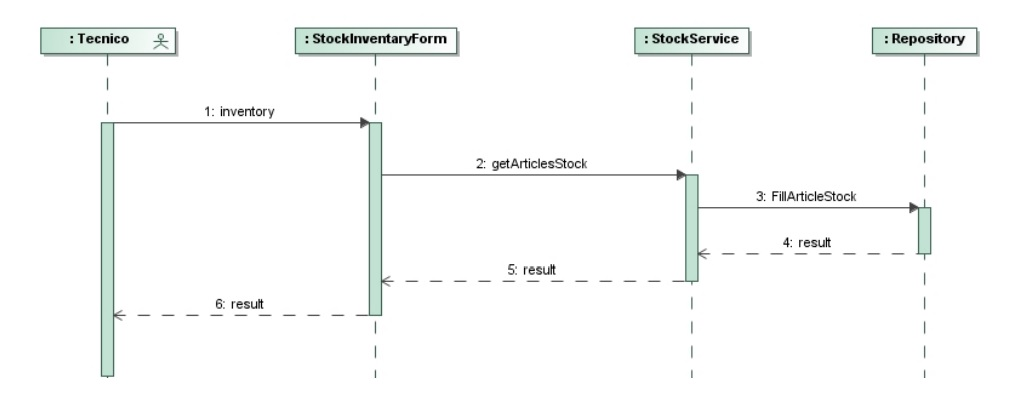 : Tecnico
: StockInventaryForm
: StockService
: Repository
1: inventory
2: getArticlesStock
3: FillArticleStock
4: result
5: result
6: result